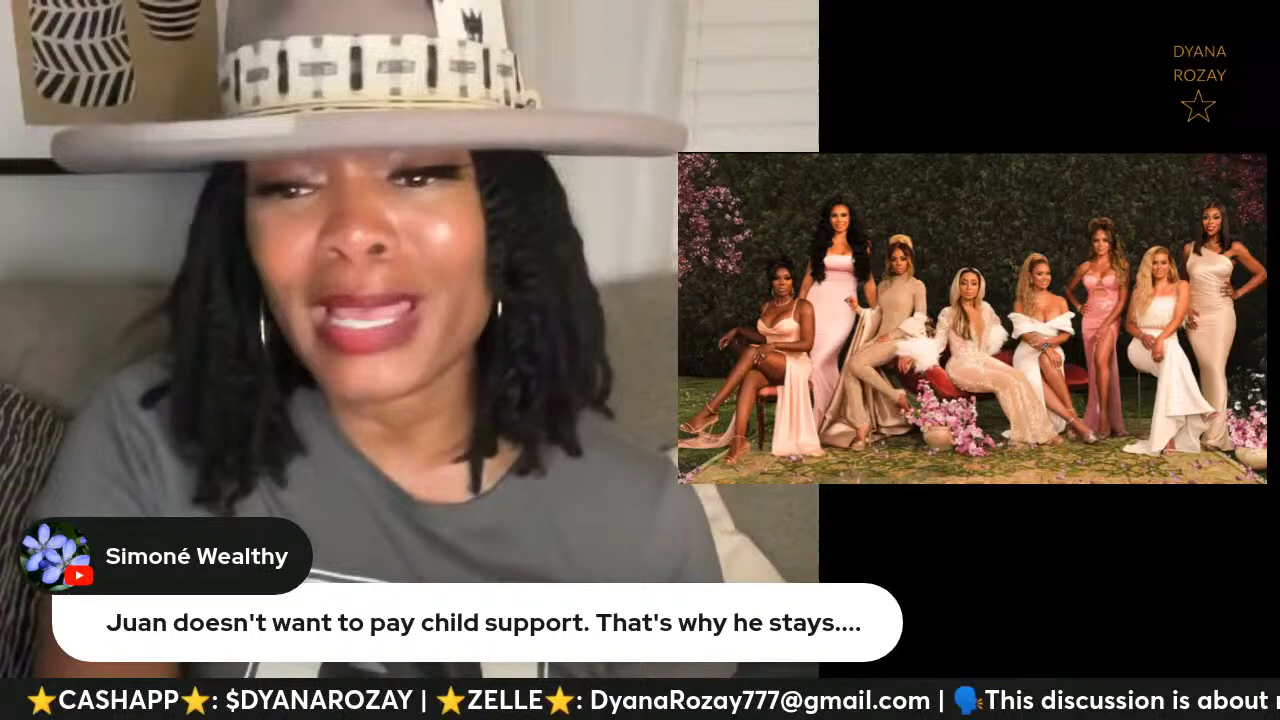 DYANA
ROZAY
Simoné Wealthy
Juan doesn't want to pay child support. That's why he stays....
⭐CASHAPP⭐: $DYANAROZAY | ⭐ZELLE⭐: DyanaRozay777@gmail.com | 🗣️This discussion is about